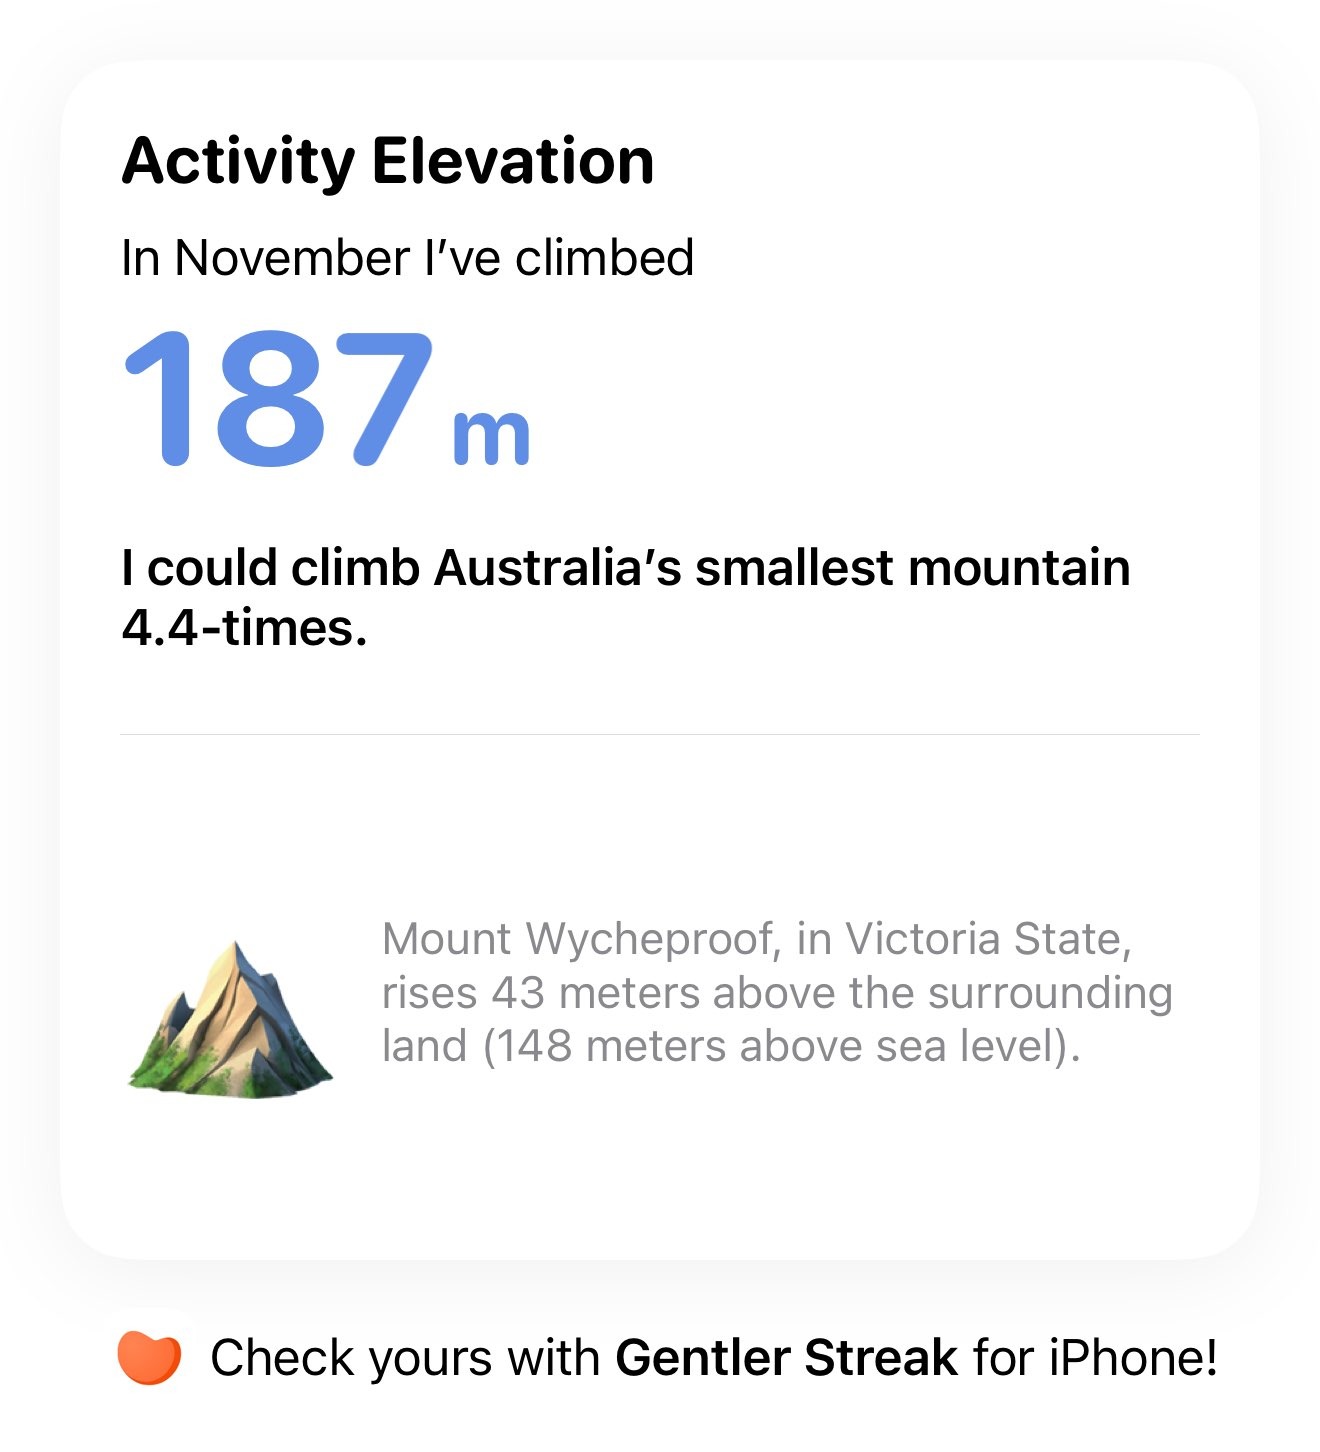 Activity Elevation
In November I’ve climbed
187 m
I could climb Australia’s smallest mountain
4.4-times.
Mount Wycheproof, in Victoria State,
rises 43 meters above the surrounding
land (148 meters above sea level).
Check yours with Gentler Streak for iPhone!